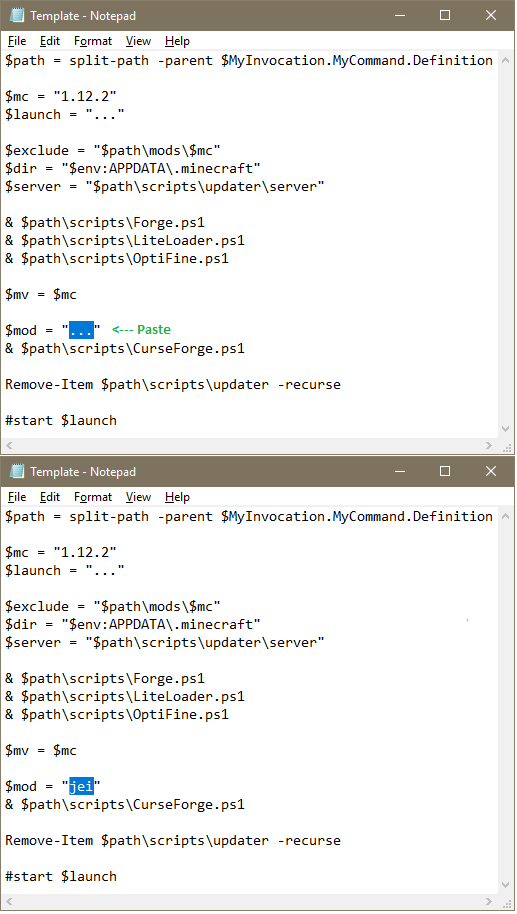 Template - Notepad
File Edit Format View Help
$path = split-path -parent $MyInvocation.MyCommand.Definition
$mc = "1.12.2"
$launch = "..."
$exclude = "$path\mods\$mc"
$dir = "$env:APPDATA\.minecraft"
$server = "$path\scripts\updater\server"
& $path\scripts\Forge.ps1
& $path\scripts\LiteLoader.ps1
& $path\scripts\OptiFine.ps1
$mv = $mc
$mod = "..." <--- Paste
& $path\scripts\CurseForge.ps1
Remove-Item $path\scripts\updater -recurse
#start $launch
Template - Notepad
File Edit Format View Help
$path = split-path -parent $MyInvocation.MyCommand.Definition
$mc = "1.12.2"
$launch = "..."
$exclude = "$path\mods\$mc"
$dir = "$env:APPDATA\.minecraft"
$server = "$path\scripts\updater\server"
& $path\scripts\Forge.ps1
& $path\scripts\LiteLoader.ps1
& $path\scripts\OptiFine.ps1
$mv = $mc
$mod = "jei"
& $path\scripts\CurseForge.ps1
Remove-Item $path\scripts\updater -recurse
#start $launch